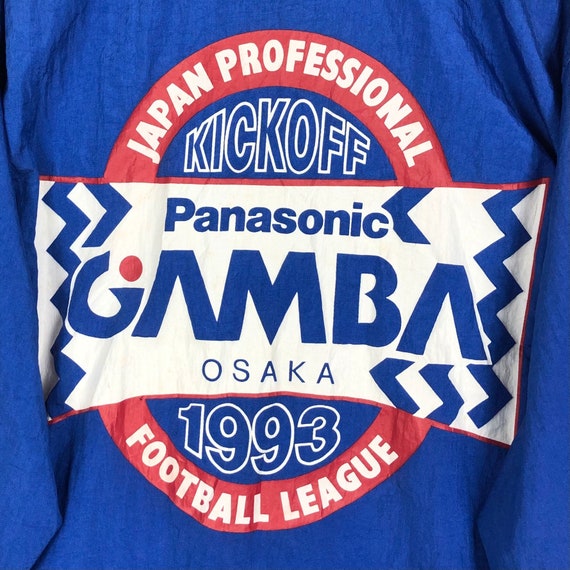 JAPAN PROFESSIONAL
KICKOFF
Panasonic
GAMBA
OSAKA
1993
FOOTBALL LEAGUE